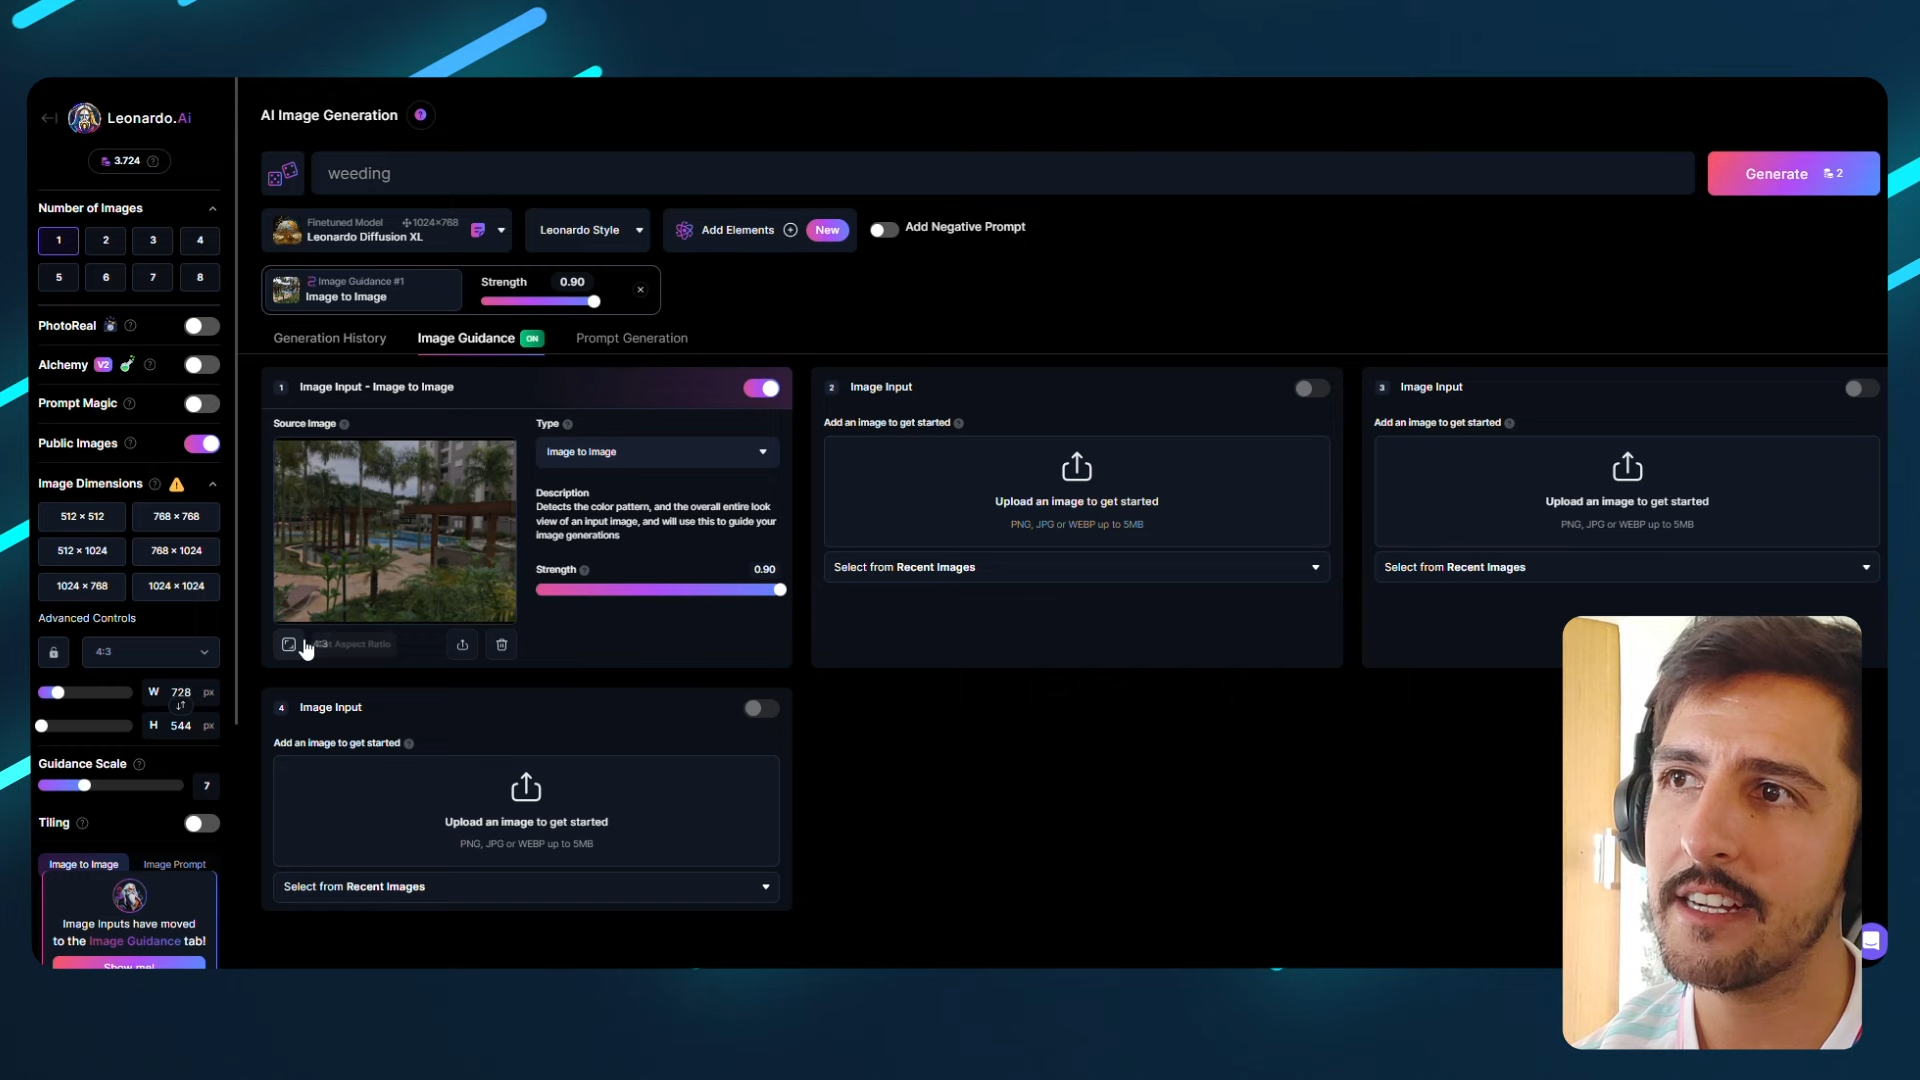 Leonardo.Ai
3.724
Number of Images
1 2 3 4
5 6 7 8
PhotoReal
Alchemy V2
Prompt Magic
Public Images
Image Dimensions
512 × 512 768 × 768
512 × 1024 768 × 1024
1024 × 768 1024 × 1024
Advanced Controls
4:3
W 728 px
H 544 px
Guidance Scale
7
Tiling
Image to Image Image Prompt
Image Inputs have moved
to the Image Guidance tab!
Show me!
AI Image Generation
weeding
Generate 2
Finetuned Model 1024×768
Leonardo Diffusion XL
Leonardo Style
Add Elements New
Add Negative Prompt
Image Guidance #1
Image to Image
Strength 0.90
Generation History Image Guidance ON Prompt Generation
1 Image Input - Image to Image
Source Image
Type
Image to Image
Description
Detects the color pattern, and the overall entire look
view of an input image, and will use this to guide your
image generations
Strength 0.90
4:3 Aspect Ratio
2 Image Input
Add an image to get started
Upload an image to get started
PNG, JPG or WEBP up to 5MB
Select from Recent Images
3 Image Input
Add an image to get started
Upload an image to get started
PNG, JPG or WEBP up to 5MB
Select from Recent Images
4 Image Input
Add an image to get started
Upload an image to get started
PNG, JPG or WEBP up to 5MB
Select from Recent Images